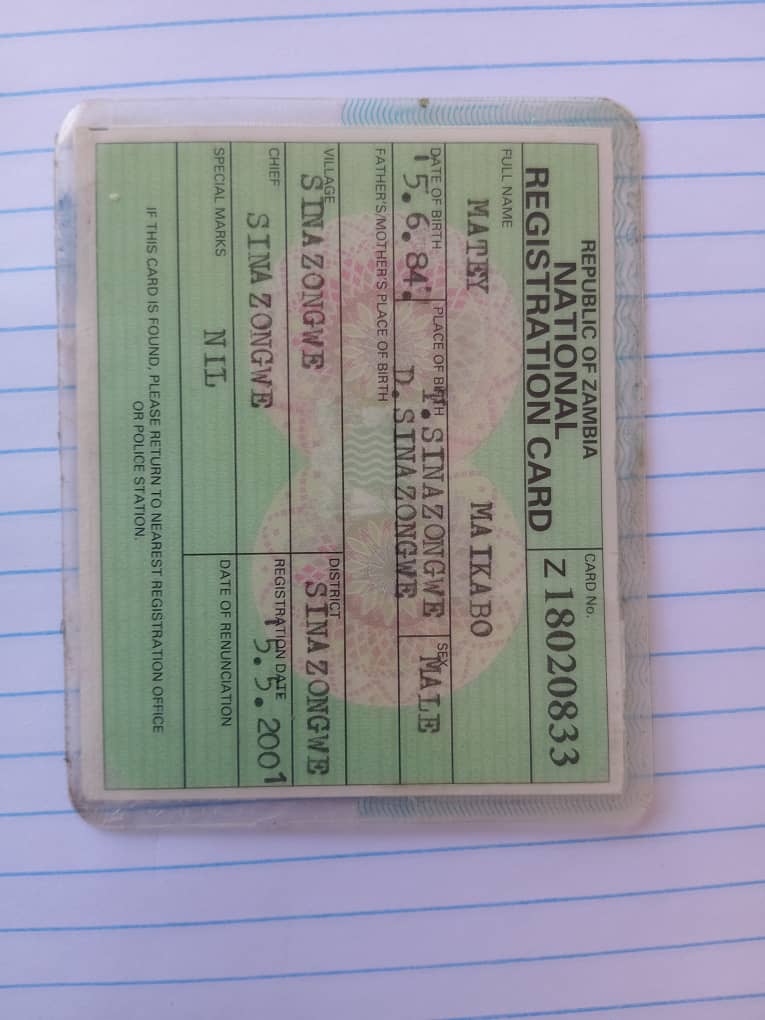 REPUBLIC OF ZAMBIA
NATIONAL
REGISTRATION CARD
CARD No.
Z 18020833
FULL NAME
MATEY MAIKABO
DATE OF BIRTH
15.6.84.
PLACE OF BIRTH
SINAZONGWE
D.SINAZONGWE
SEX
MALE
FATHER'S/MOTHER'S PLACE OF BIRTH
VILLAGE
SINAZONGWE
DISTRICT
SINAZONGWE
CHIEF
SINAZONGWE
REGISTRATION DATE
5.5.2001
SPECIAL MARKS
NIL
DATE OF RENUNCIATION
IF THIS CARD IS FOUND, PLEASE RETURN TO NEAREST REGISTRATION OFFICE
OR POLICE STATION.